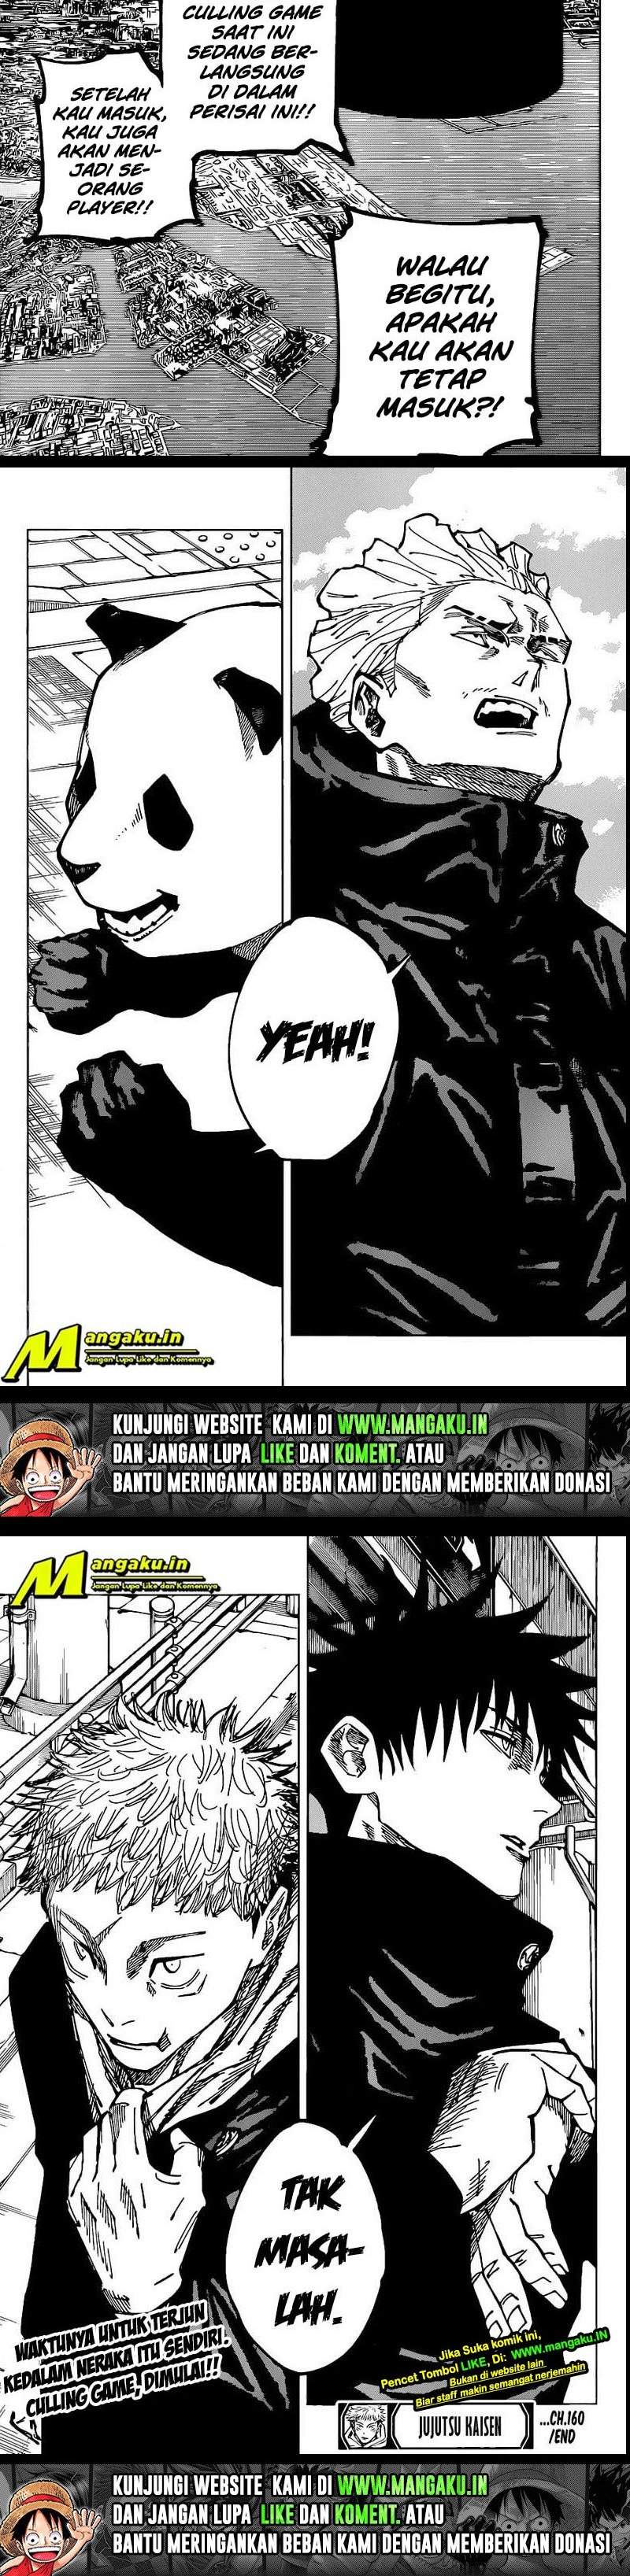 CULLING GAME
SAAT INI
SEDANG BER-
LANGSUNG
DI DALAM
PERISAI INI!!
SETELAH
KAU MASUK,
KAU JUGA
AKAN MEN-
JADI SE-
ORANG
PLAYER!!
WALAU
BEGITU,
APAKAH
KAU AKAN
TETAP
MASUK?!
YEAH!
Mangaku.in
Jangan Lupa Like dan Komennya
KUNJUNGI WEBSITE KAMI DI WWW.MANGAKU.IN
DAN JANGAN LUPA LIKE DAN KOMENT. ATAU
BANTU MERINGANKAN BEBAN KAMI DENGAN MEMBERIKAN DONASI
Mangaku.in
Jangan Lupa Like dan Komennya
TAK
MASA-
LAH.
WAKTUNYA UNTUK TERJUN
KEDALAM NERAKA ITU SENDIRI.
CULLING GAME, DIMULAI!!
Jika Suka komik ini,
Pencet Tombol LIKE, Di: WWW.mangaku.IN
Bukan di website lain
Biar staff makin semangat nerjemahin
JUJUTSU KAISEN
...CH.160
/END
KUNJUNGI WEBSITE KAMI DI WWW.MANGAKU.IN
DAN JANGAN LUPA LIKE DAN KOMENT. ATAU
BANTU MERINGANKAN BEBAN KAMI DENGAN MEMBERIKAN DONASI